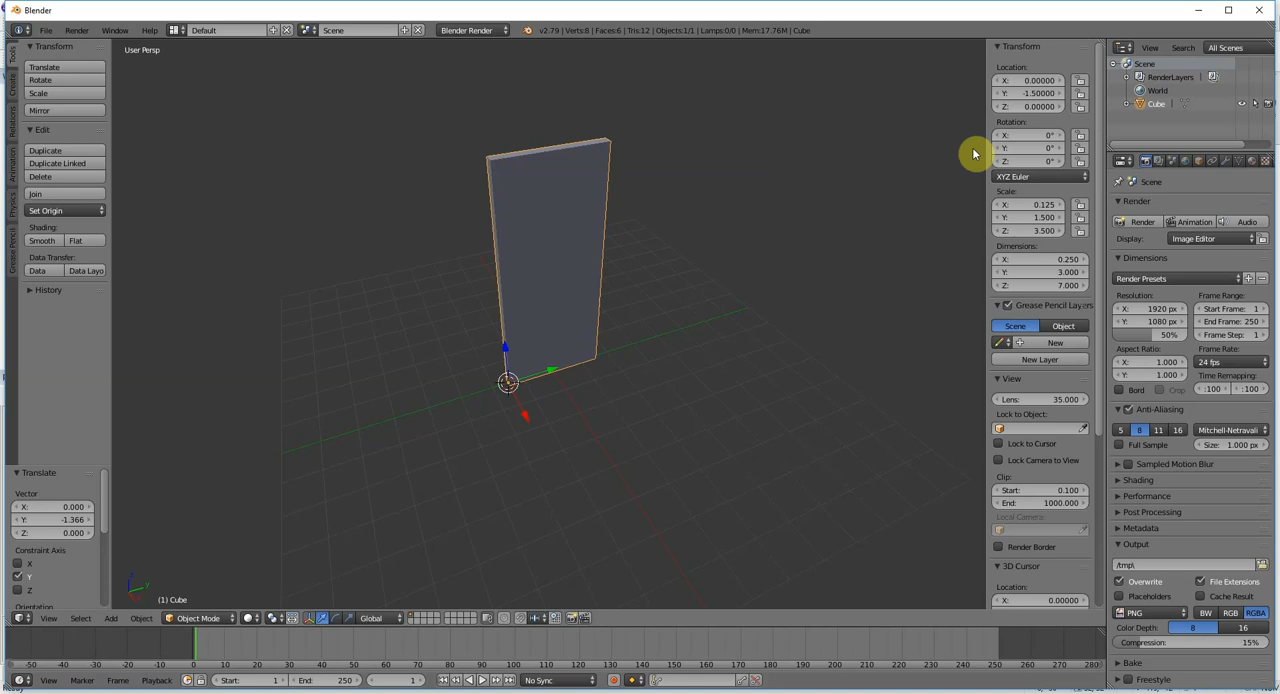 Blender
File
Render
Window
Help
Default
Scene
Blender Render
v2.79 | Verts:8 | Faces:6 | Tris:12 | Objects:1/1 | Lamps:0/0 | Mem:17.76M | Cube
Tools
Create
Relations
Animation
Physics
Grease Pencil
Transform
Translate
Rotate
Scale
Mirror
Edit
Duplicate
Duplicate Linked
Delete
Join
Set Origin
Shading:
Smooth
Flat
Data Transfer:
Data
Data Layo
History
Translate
Vector
X: 0.000
Y: -1.366
Z: 0.000
Constraint Axis
X
Y
Z
Orientation
User Persp
(1) Cube
Transform
Location:
X: 0.00000
Y: -1.50000
Z: 0.00000
Rotation:
X: 0°
Y: 0°
Z: 0°
XYZ Euler
Scale:
X: 0.125
Y: 1.500
Z: 3.500
Dimensions:
X: 0.250
Y: 3.000
Z: 7.000
Grease Pencil Layers
Scene
Object
New
New Layer
View
Lens: 35.000
Lock to Object:
Lock to Cursor
Lock Camera to View
Clip:
Start: 0.100
End: 1000.000
Local Camera:
Render Border
3D Cursor
Location:
X: 0.00000
View
Search
All Scenes
Scene
RenderLayers
World
Cube
Scene
Render
Render
Animation
Audio
Display:
Image Editor
Dimensions
Render Presets
Resolution:
X: 1920 px
Y: 1080 px
50%
Frame Range:
Start Frame: 1
End Frame: 250
Frame Step: 1
Aspect Ratio:
X: 1.000
Y: 1.000
Frame Rate:
24 fps
Time Remapping:
:100
:100
Bord
Crop
Anti-Aliasing
5
8
11
16
Mitchell-Netravali
Full Sample
Size: 1.000 px
Sampled Motion Blur
Shading
Performance
Post Processing
Metadata
Output
/tmp\
Overwrite
File Extensions
Placeholders
Cache Result
PNG
BW
RGB
RGBA
Color Depth:
8
16
Compression: 15%
Bake
Freestyle
View
Select
Add
Object
Object Mode
Global
-50 -40 -30 -20 -10 0 10 20 30 40 50 60 70 80 90 100 110 120 130 140 150 160 170 180 190 200 210 220 230 240 250 260 270 280
View
Marker
Frame
Playback
Start: 1
End: 250
1
No Sync